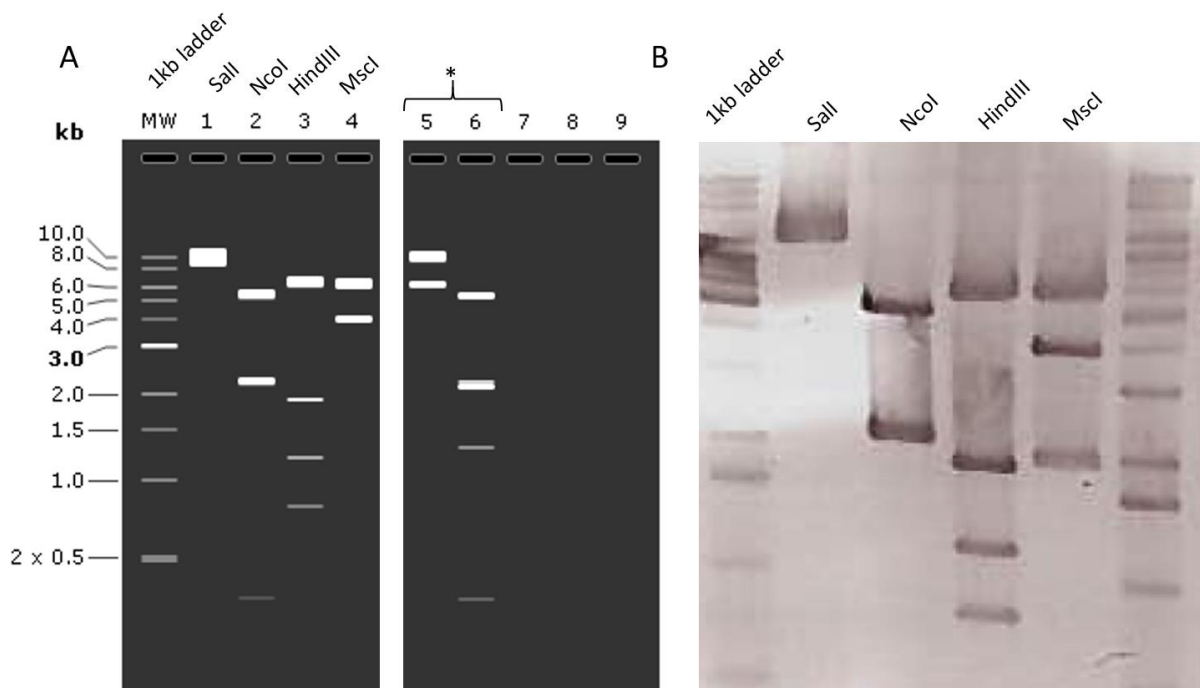 A
1kb ladder
SalI
NcoI
HindIII
MscI
*
kb
MW 1 2 3 4 5 6 7 8 9
10.0
8.0
6.0
5.0
4.0
3.0
2.0
1.5
1.0
2 x 0.5
B
1kb ladder
SalI
NcoI
HindIII
MscI